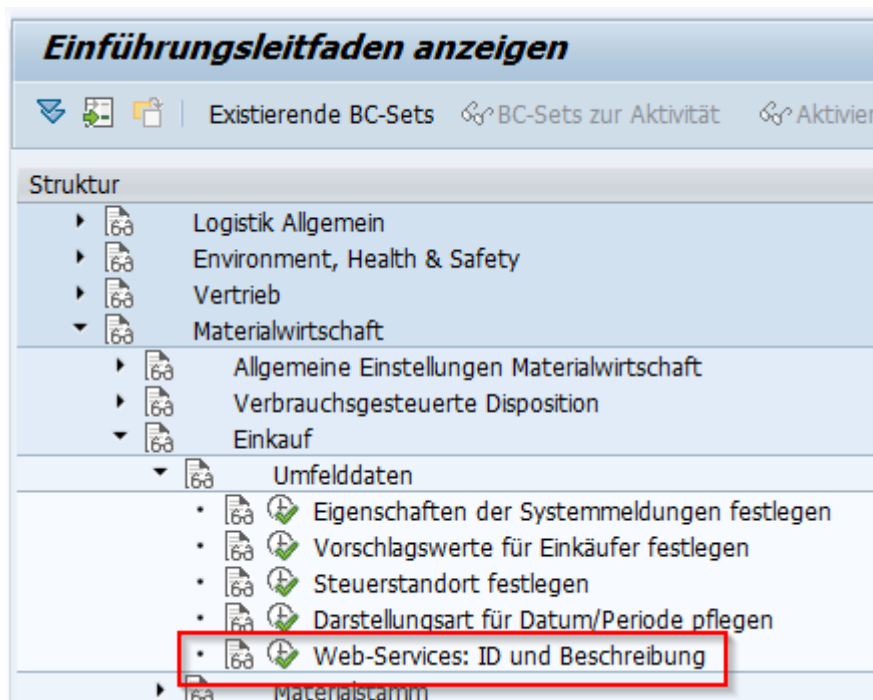 Einführungsleitfaden anzeigen
Existierende BC-Sets BC-Sets zur Aktivität Aktivier
Struktur
Logistik Allgemein
Environment, Health & Safety
Vertrieb
Materialwirtschaft
Allgemeine Einstellungen Materialwirtschaft
Verbrauchsgesteuerte Disposition
Einkauf
Umfelddaten
Eigenschaften der Systemmeldungen festlegen
Vorschlagswerte für Einkäufer festlegen
Steuerstandort festlegen
Darstellungsart für Datum/Periode pflegen
Web-Services: ID und Beschreibung
Materialstamm